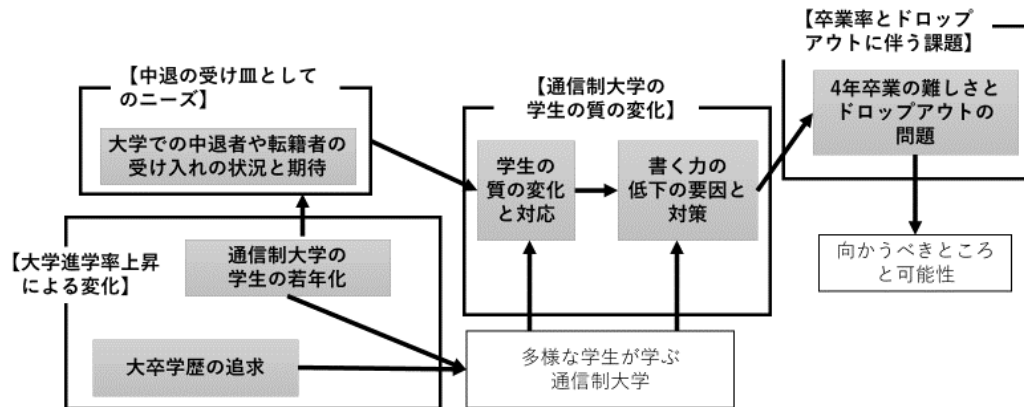 【卒業率とドロップ
アウトに伴う課題】
4年卒業の難しさと
ドロップアウトの
問題
【中退の受け皿として
のニーズ】
大学での中退者や転籍者の
受け入れの状況と期待
【通信制大学の
学生の質の変化】
学生の
質の変化
と対応
書く力の
低下の要因と
対策
【大学進学率上昇
による変化】
通信制大学の
学生の若年化
大卒学歴の追求
多様な学生が学ぶ
通信制大学
向かうべきところ
と可能性